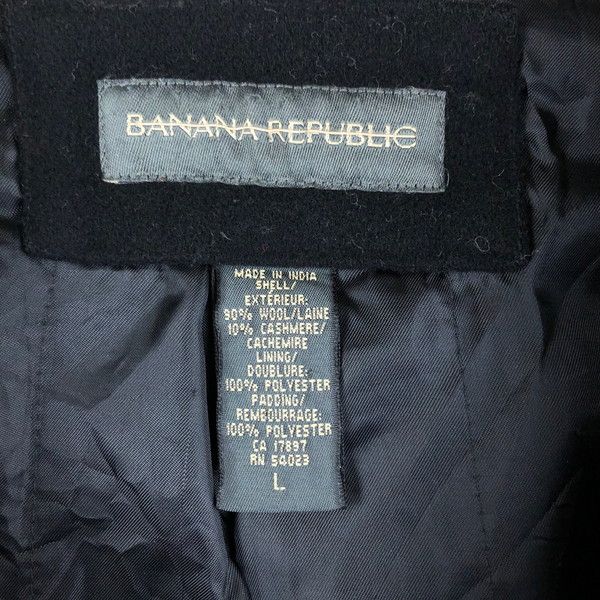 BANANA REPUBLIC
MADE IN INDIA
SHELL/
EXTÉRIEUR:
90% WOOL/LAINE
10% CASHMERE/
CACHEMIRE
LINING/
DOUBLURE:
100% POLYESTER
PADDING/
REMBOURRAGE:
100% POLYESTER
CA 17897
RN 54023
L